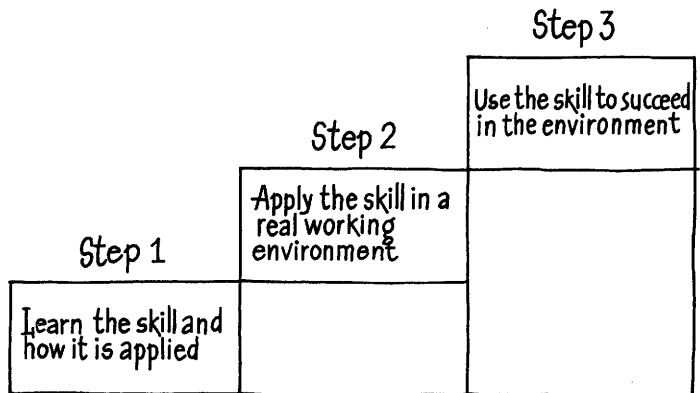 Step 3
Use the skill to succeed
in the environment
Step 2
Apply the skill in a
real working
environment
Step 1
Learn the skill and
how it is applied